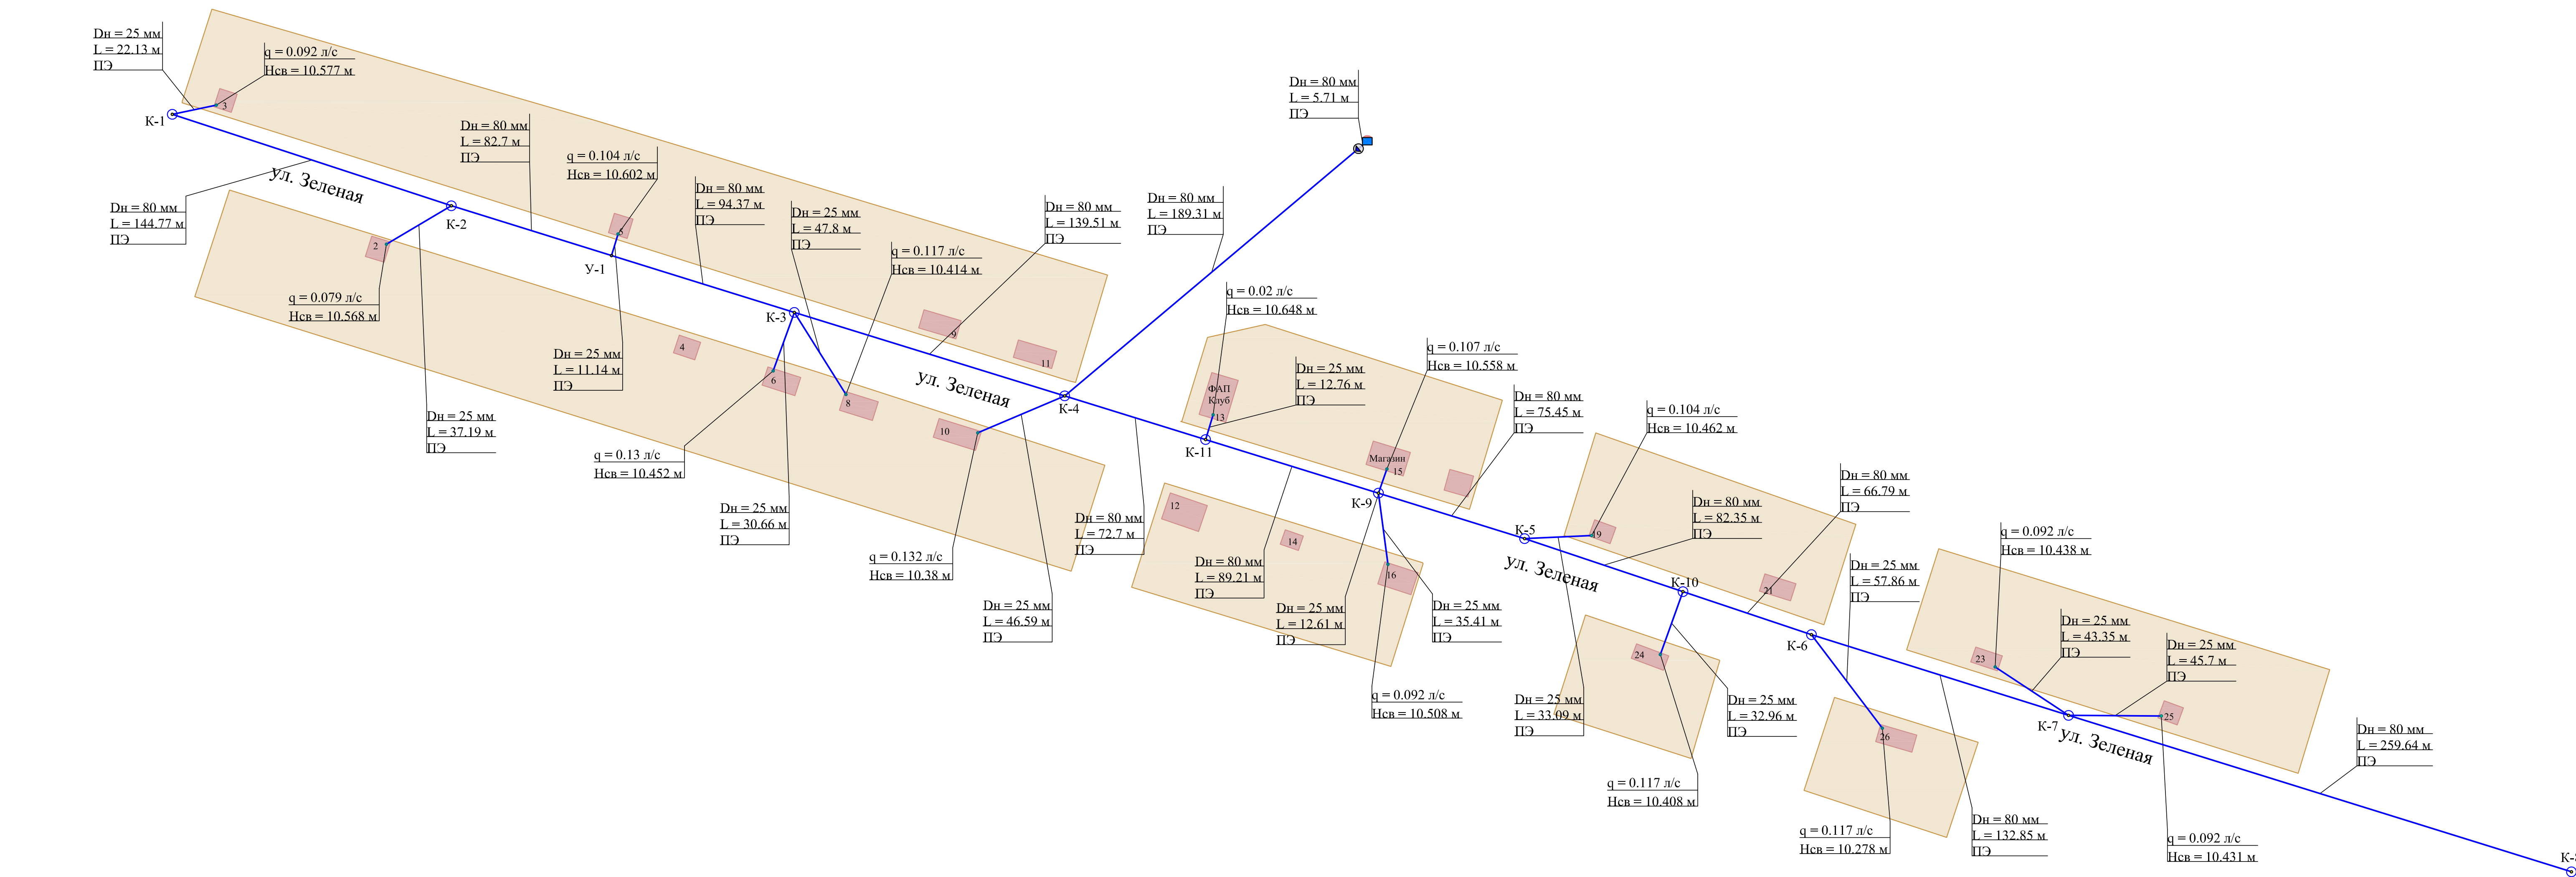 Dн = 25 мм
L = 22.13 м
ПЭ
q = 0.092 л/с
Hсв = 10.577 м
3
К-1
Dн = 80 мм
L = 144.77 м
ПЭ
ул. Зеленая
Dн = 80 мм
L = 82.7 м
ПЭ
q = 0.104 л/с
Hсв = 10.602 м
5
К-2
2
q = 0.079 л/с
Hсв = 10.568 м
У-1
Dн = 80 мм
L = 94.37 м
ПЭ
Dн = 25 мм
L = 47.8 м
ПЭ
q = 0.117 л/с
Hсв = 10.414 м
Dн = 80 мм
L = 139.51 м
ПЭ
Dн = 80 мм
L = 189.31 м
ПЭ
Dн = 80 мм
L = 5.71 м
ПЭ
Dн = 25 мм
L = 11.14 м
ПЭ
Dн = 25 мм
L = 37.19 м
ПЭ
К-3
4
6
8
9
11
10
q = 0.13 л/с
Hсв = 10.452 м
Dн = 25 мм
L = 30.66 м
ПЭ
ул. Зеленая
К-4
q = 0.132 л/с
Hсв = 10.38 м
Dн = 25 мм
L = 46.59 м
ПЭ
Dн = 80 мм
L = 72.7 м
ПЭ
q = 0.02 л/с
Hсв = 10.648 м
ФАП
Клуб
13
Dн = 25 мм
L = 12.76 м
ПЭ
К-11
q = 0.107 л/с
Hсв = 10.558 м
Магазин
15
К-9
12
14
16
Dн = 80 мм
L = 89.21 м
ПЭ
Dн = 25 мм
L = 12.61 м
ПЭ
Dн = 25 мм
L = 35.41 м
ПЭ
q = 0.092 л/с
Hсв = 10.508 м
Dн = 80 мм
L = 75.45 м
ПЭ
q = 0.104 л/с
Hсв = 10.462 м
К-5
19
ул. Зеленая
Dн = 80 мм
L = 82.35 м
ПЭ
Dн = 80 мм
L = 66.79 м
ПЭ
К-10
21
24
Dн = 25 мм
L = 33.09 м
ПЭ
Dн = 25 мм
L = 32.96 м
ПЭ
q = 0.117 л/с
Hсв = 10.408 м
К-6
Dн = 25 мм
L = 57.86 м
ПЭ
26
q = 0.117 л/с
Hсв = 10.278 м
q = 0.092 л/с
Hсв = 10.438 м
23
Dн = 25 мм
L = 43.35 м
ПЭ
Dн = 25 мм
L = 45.7 м
ПЭ
К-7
25
ул. Зеленая
Dн = 80 мм
L = 132.85 м
ПЭ
q = 0.092 л/с
Hсв = 10.431 м
Dн = 80 мм
L = 259.64 м
ПЭ